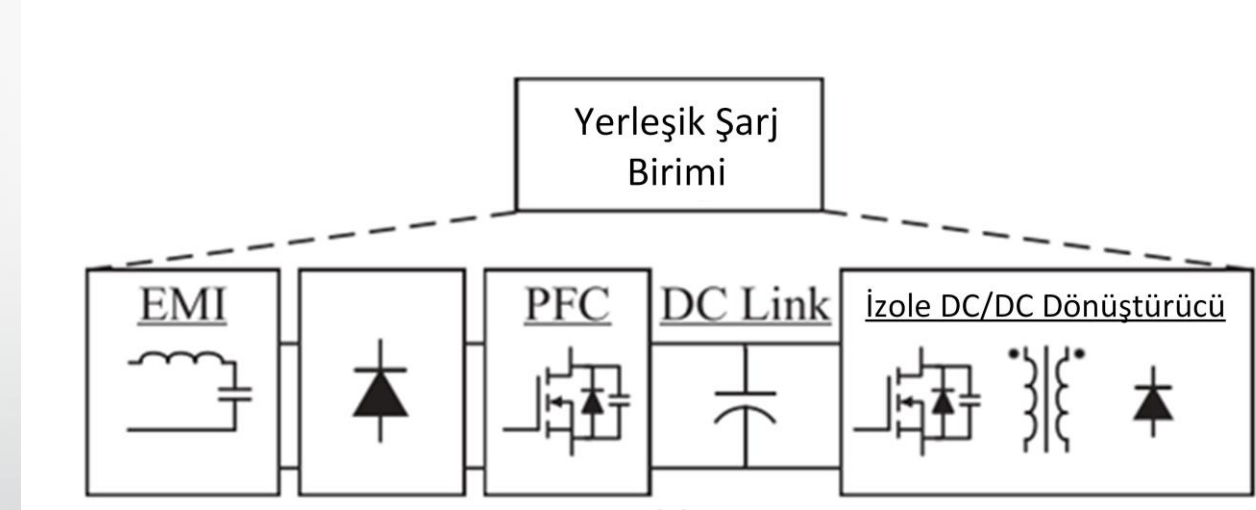 Yerleşik Şarj
Birimi
EMI
PFC
DC Link
İzole DC/DC Dönüştürücü